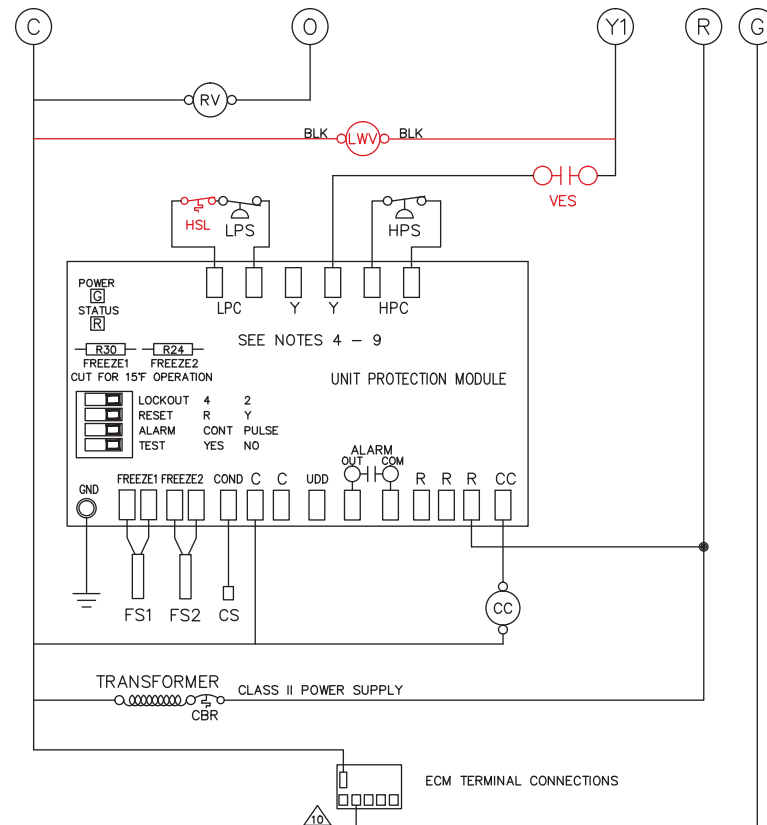 C O Y1 R G
RV
BLK LWV BLK
VES
HSL LPS HPS
POWER
G
STATUS
R
LPC Y Y HPC
SEE NOTES 4 - 9
R30 R24
FREEZE1 FREEZE2
CUT FOR 15°F OPERATION
UNIT PROTECTION MODULE
LOCKOUT 4 2
RESET R Y
ALARM CONT PULSE
TEST YES NO
ALARM
OUT COM
GND FREEZE1 FREEZE2 COND C C UDD R R R CC
CC
FS1 FS2 CS
TRANSFORMER
CLASS II POWER SUPPLY
CBR
ECM TERMINAL CONNECTIONS
10